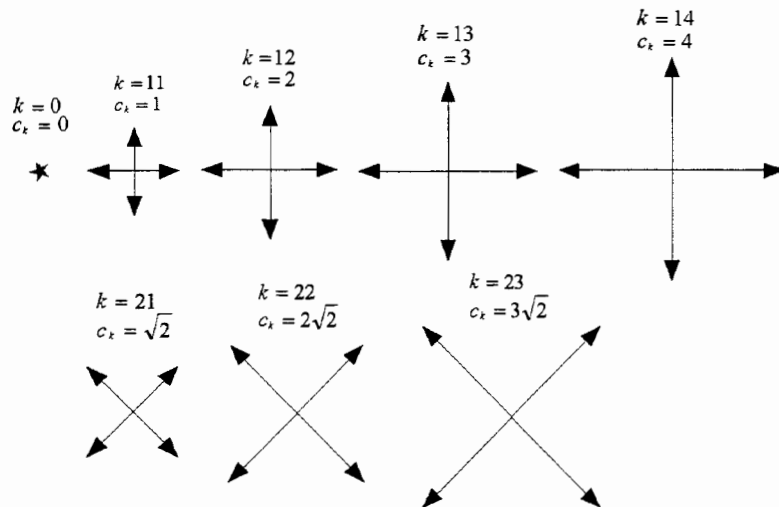 k = 0
c_k = 0
k = 11
c_k = 1
k = 12
c_k = 2
k = 13
c_k = 3
k = 14
c_k = 4
k = 21
c_k = √2
k = 22
c_k = 2√2
k = 23
c_k = 3√2